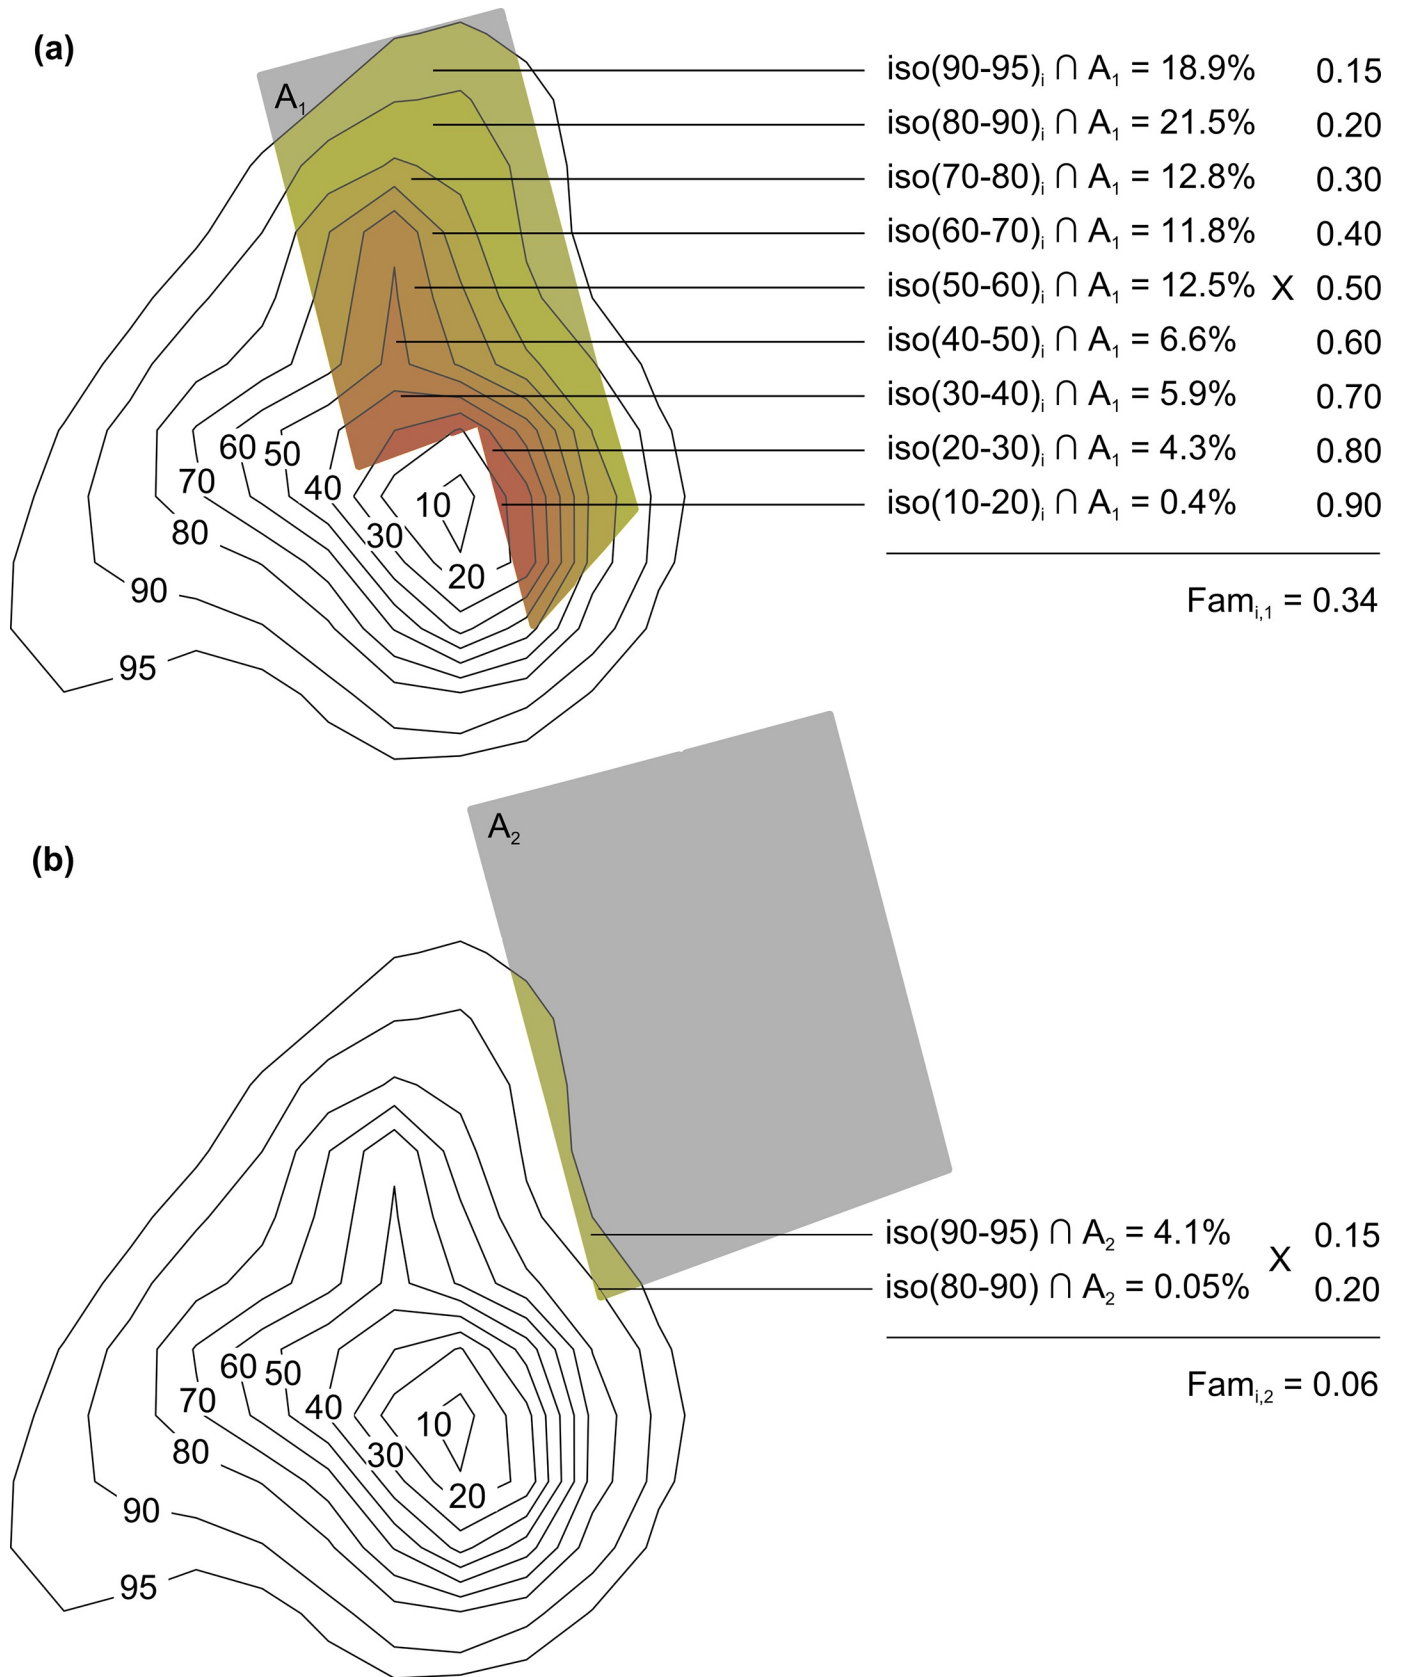 (a)
A₁
iso(90-95)ᵢ ∩ A₁ = 18.9% 0.15
iso(80-90)ᵢ ∩ A₁ = 21.5% 0.20
iso(70-80)ᵢ ∩ A₁ = 12.8% 0.30
iso(60-70)ᵢ ∩ A₁ = 11.8% 0.40
iso(50-60)ᵢ ∩ A₁ = 12.5% X 0.50
iso(40-50)ᵢ ∩ A₁ = 6.6% 0.60
iso(30-40)ᵢ ∩ A₁ = 5.9% 0.70
iso(20-30)ᵢ ∩ A₁ = 4.3% 0.80
iso(10-20)ᵢ ∩ A₁ = 0.4% 0.90
Famᵢ,₁ = 0.34
60
50
70
40
10
80
30
20
90
95
(b)
A₂
iso(90-95) ∩ A₂ = 4.1% 0.15
X
iso(80-90) ∩ A₂ = 0.05% 0.20
Famᵢ,₂ = 0.06
60
50
70
40
10
80
30
20
90
95